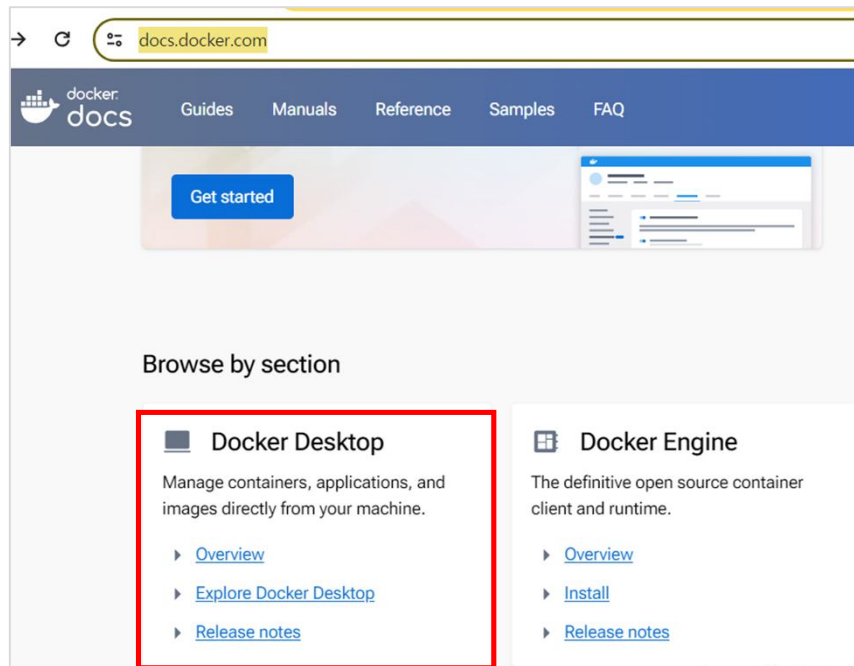 docs.docker.com
docker
docs
Guides Manuals Reference Samples FAQ
Get started
Browse by section
Docker Desktop
Manage containers, applications, and
images directly from your machine.
Overview
Explore Docker Desktop
Release notes
Docker Engine
The definitive open source container
client and runtime.
Overview
Install
Release notes